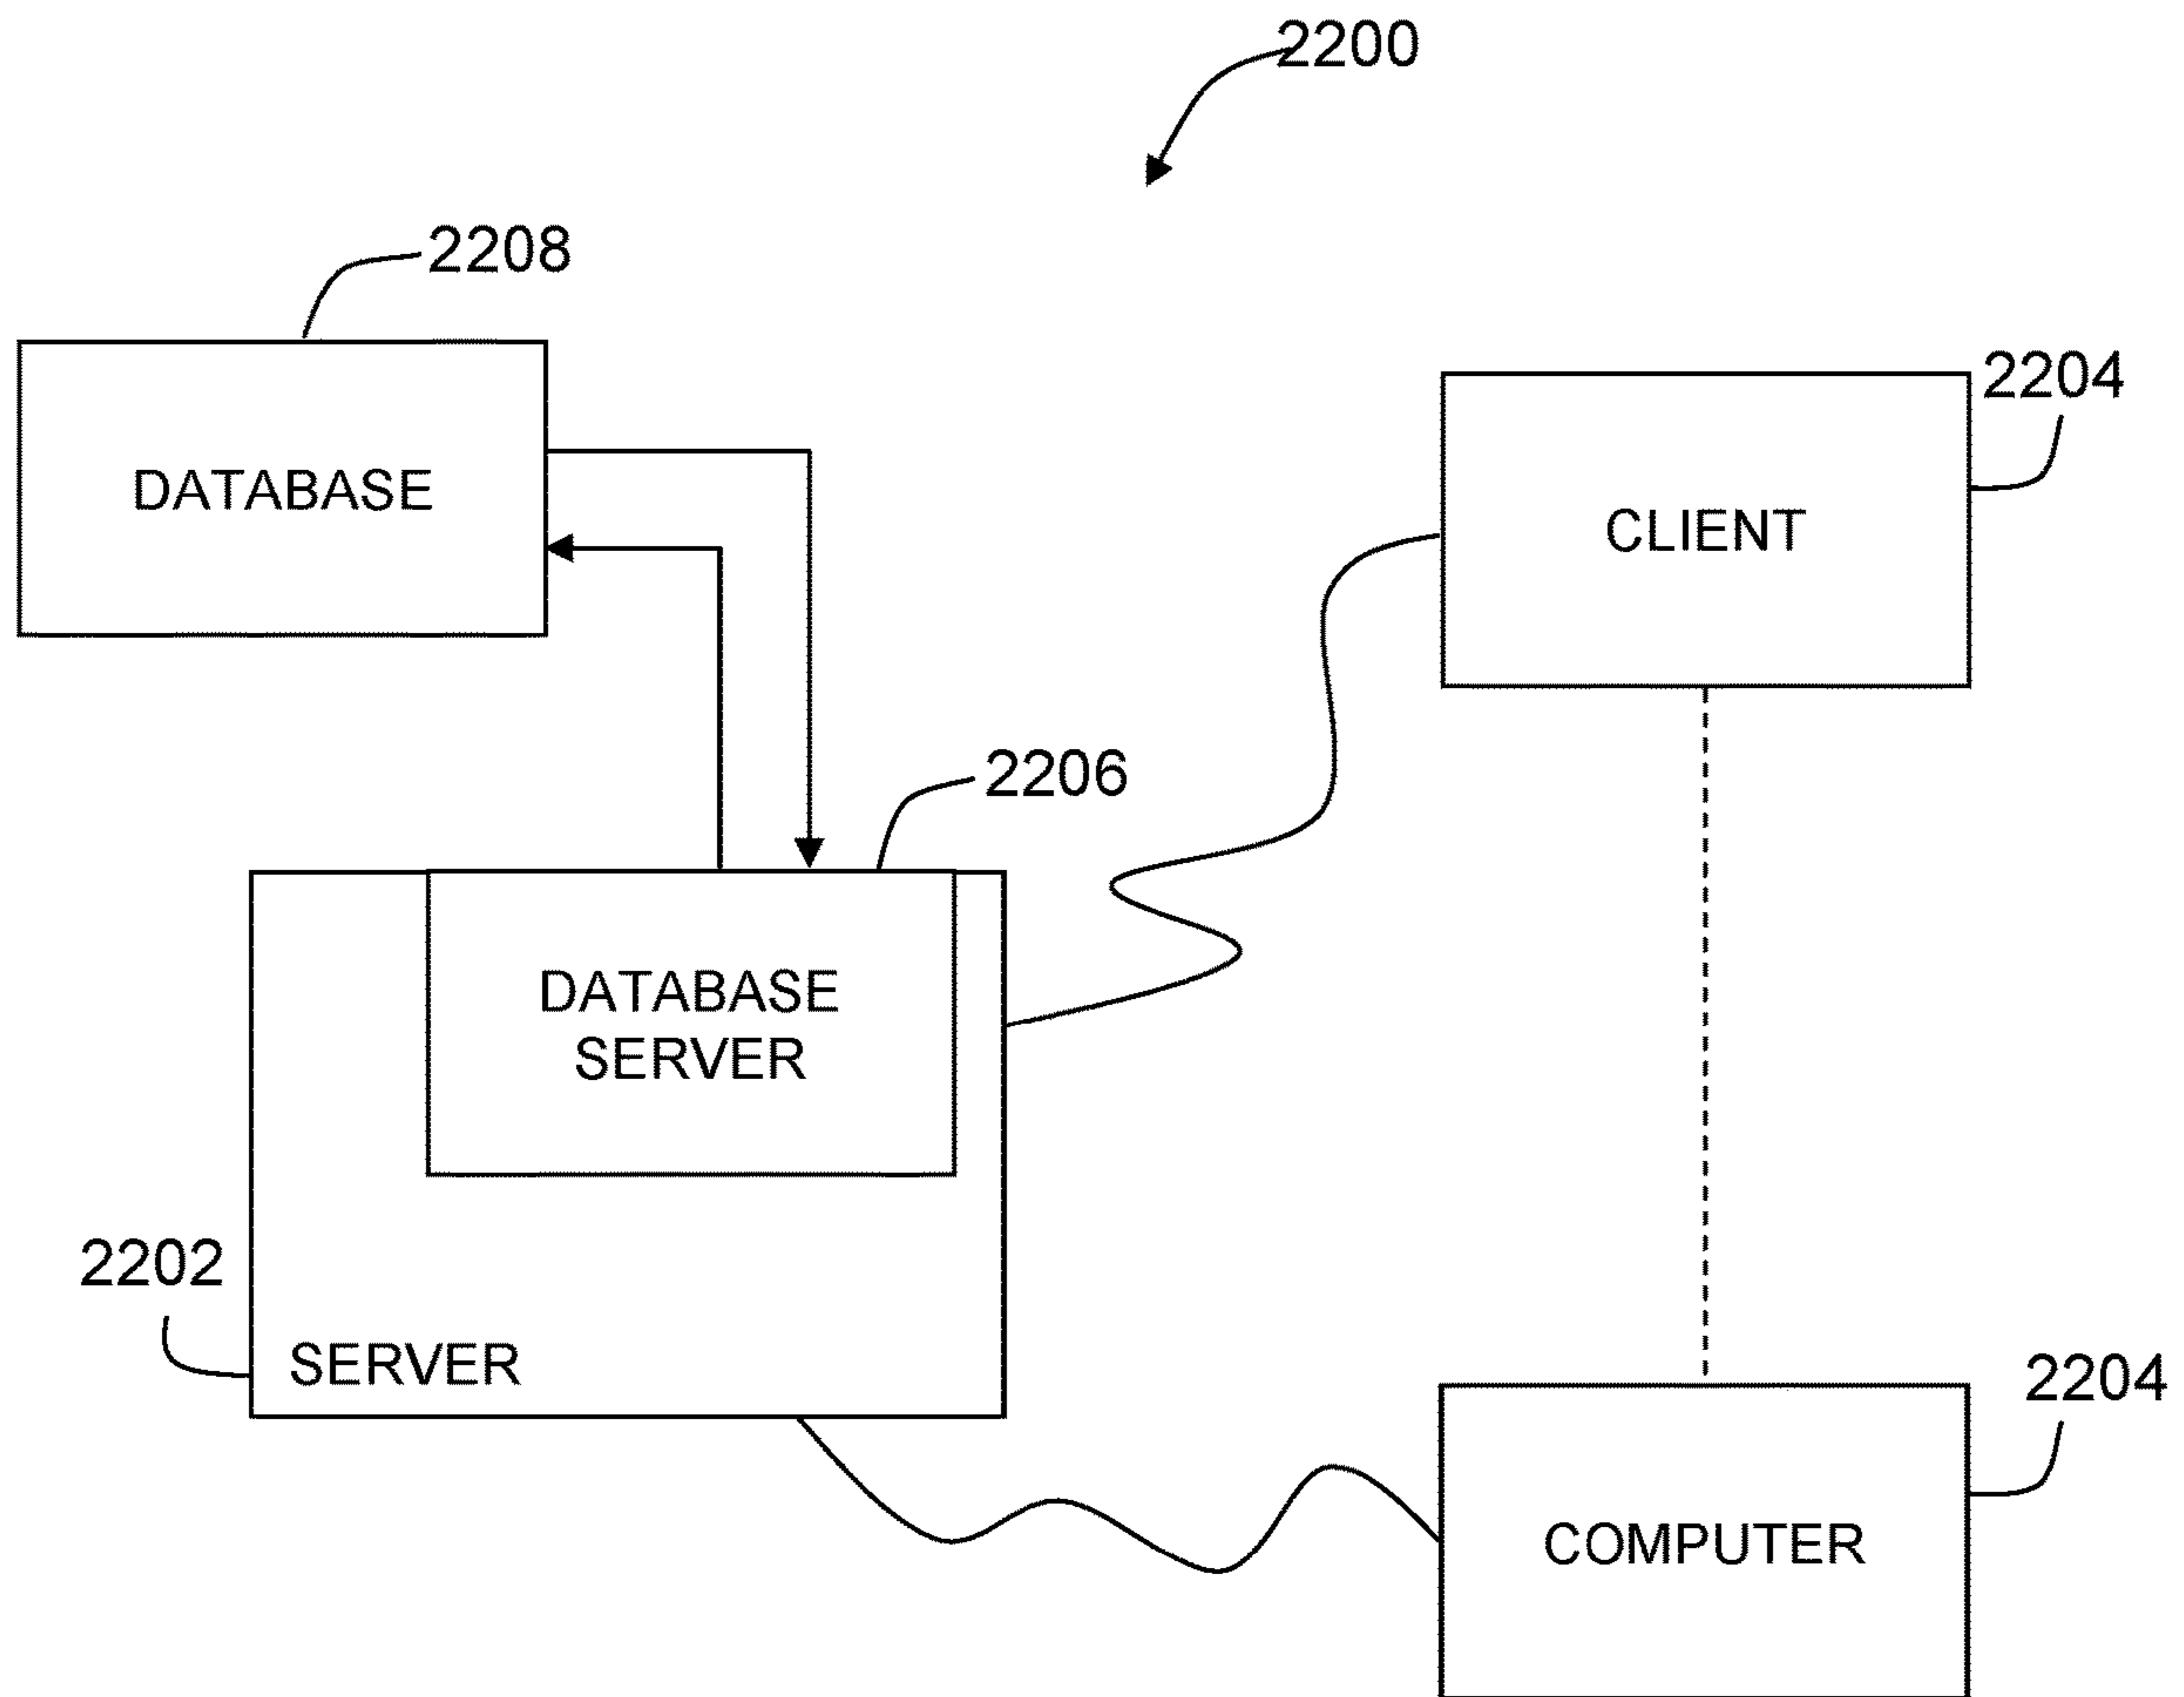 2200
2208
2204
DATABASE
CLIENT
2206
DATABASE
SERVER
2202
SERVER
2204
COMPUTER